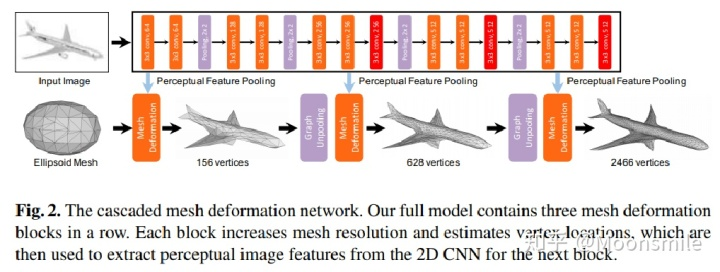 3x3 conv, 64
3x3 conv, 64
Pooling, 2x2
3x3 conv, 128
3x3 conv, 128
Pooling, 2x2
3x3 conv, 256
3x3 conv, 256
3x3 conv, 256
Pooling, 2x2
3x3 conv, 512
3x3 conv, 512
3x3 conv, 512
Pooling, 2x2
3x3 conv, 512
3x3 conv, 512
3x3 conv, 512
Input Image
Perceptual Feature Pooling
Perceptual Feature Pooling
Perceptual Feature Pooling
Mesh
Deformation
Graph
Unpooling
Mesh
Deformation
Graph
Unpooling
Mesh
Deformation
Ellipsoid Mesh
156 vertices
628 vertices
2466 vertices
Fig. 2. The cascaded mesh deformation network. Our full model contains three mesh deformation
blocks in a row. Each block increases mesh resolution and estimates vertex locations, which are
then used to extract perceptual image features from the 2D CNN for the next block.
知乎 @Moonsmile